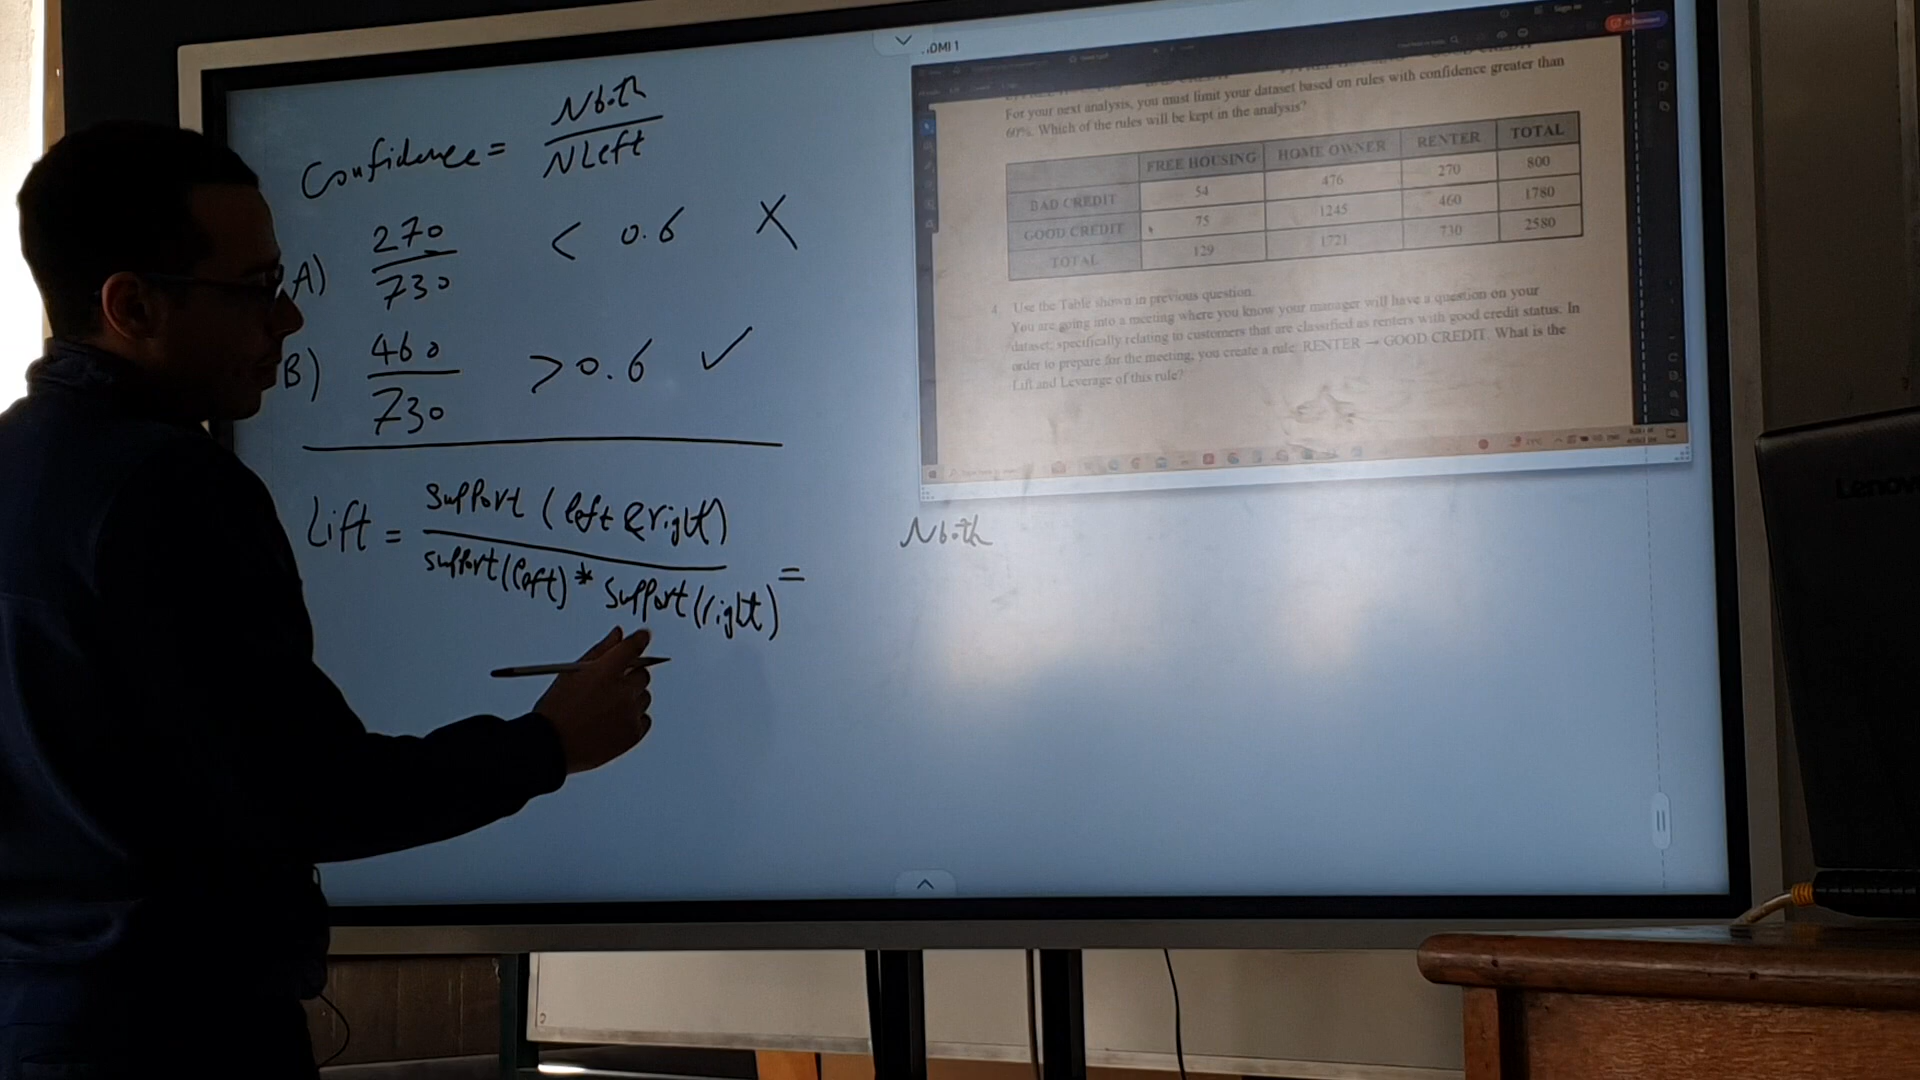 Confidence = Nboth / NLeft
A) 270 / 730 < 0.6 X
B) 460 / 730 > 0.6 ✓
Lift = Support (left & right) / support(left) * support(right) =
Nboth
For your next analysis, you must limit your dataset based on rules with confidence greater than
60%. Which of the rules will be kept in the analysis?
FREE HOUSING HOME OWNER RENTER TOTAL
BAD CREDIT 54 476 270 800
GOOD CREDIT 75 1245 460 1780
TOTAL 129 1721 730 2580
4. Use the Table shown in previous question.
You are going into a meeting where you know your manager will have a question on your
dataset; specifically relating to customers that are classified as renters with good credit status. In
order to prepare for the meeting, you create a rule: RENTER → GOOD CREDIT. What is the
Lift and Leverage of this rule?
Sign in
Lenov